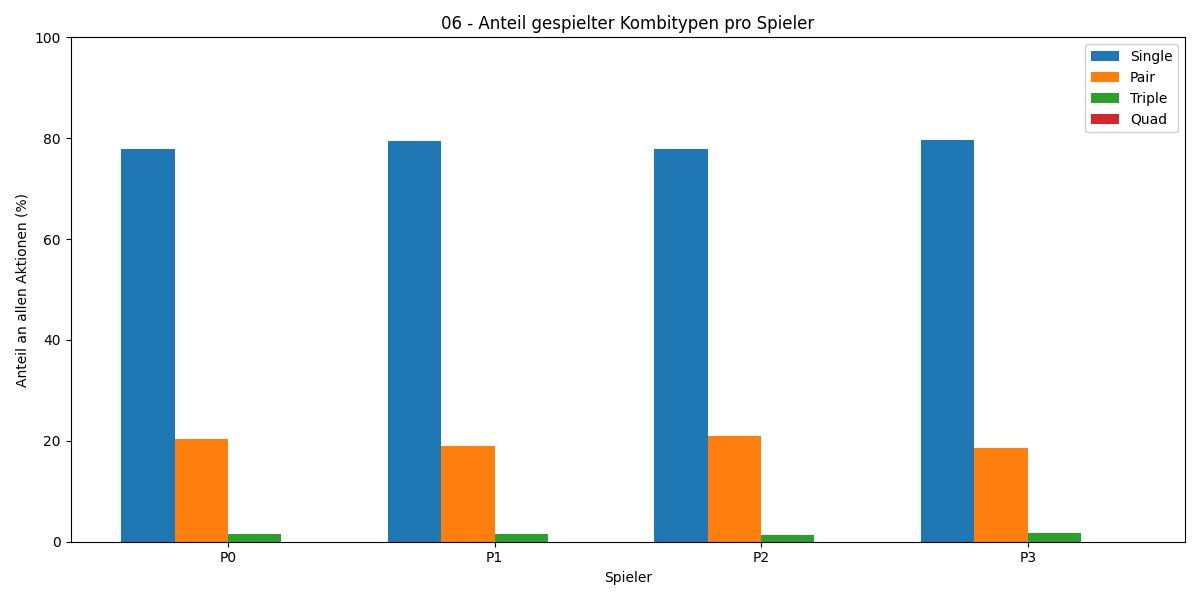 06 - Anteil gespielter Kombitypen pro Spieler
100
80
60
40
20
0
Anteil an allen Aktionen (%)
Single
Pair
Triple
Quad
P0
P1
P2
P3
Spieler